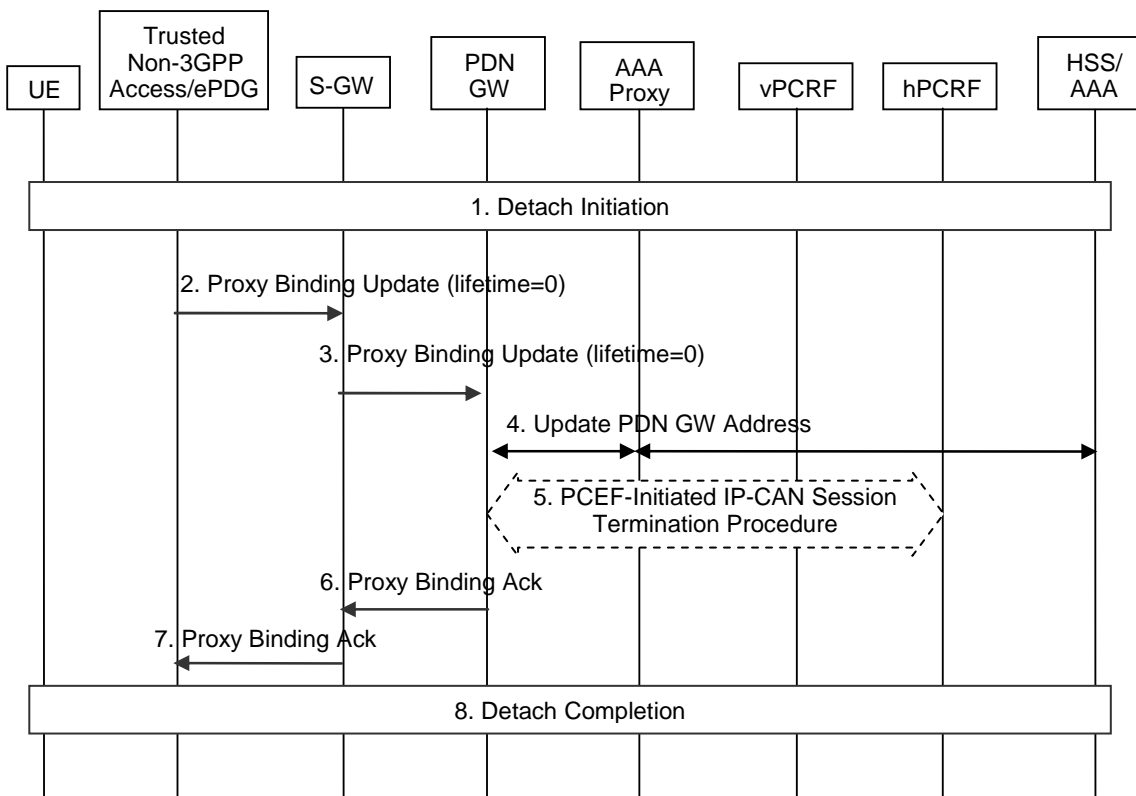 UE
Trusted
Non-3GPP
Access/ePDG
S-GW
PDN
GW
AAA
Proxy
vPCRF
hPCRF
HSS/
AAA
1. Detach Initiation
2. Proxy Binding Update (lifetime=0)
3. Proxy Binding Update (lifetime=0)
4. Update PDN GW Address
5. PCEF-Initiated IP-CAN Session
Termination Procedure
6. Proxy Binding Ack
7. Proxy Binding Ack
8. Detach Completion